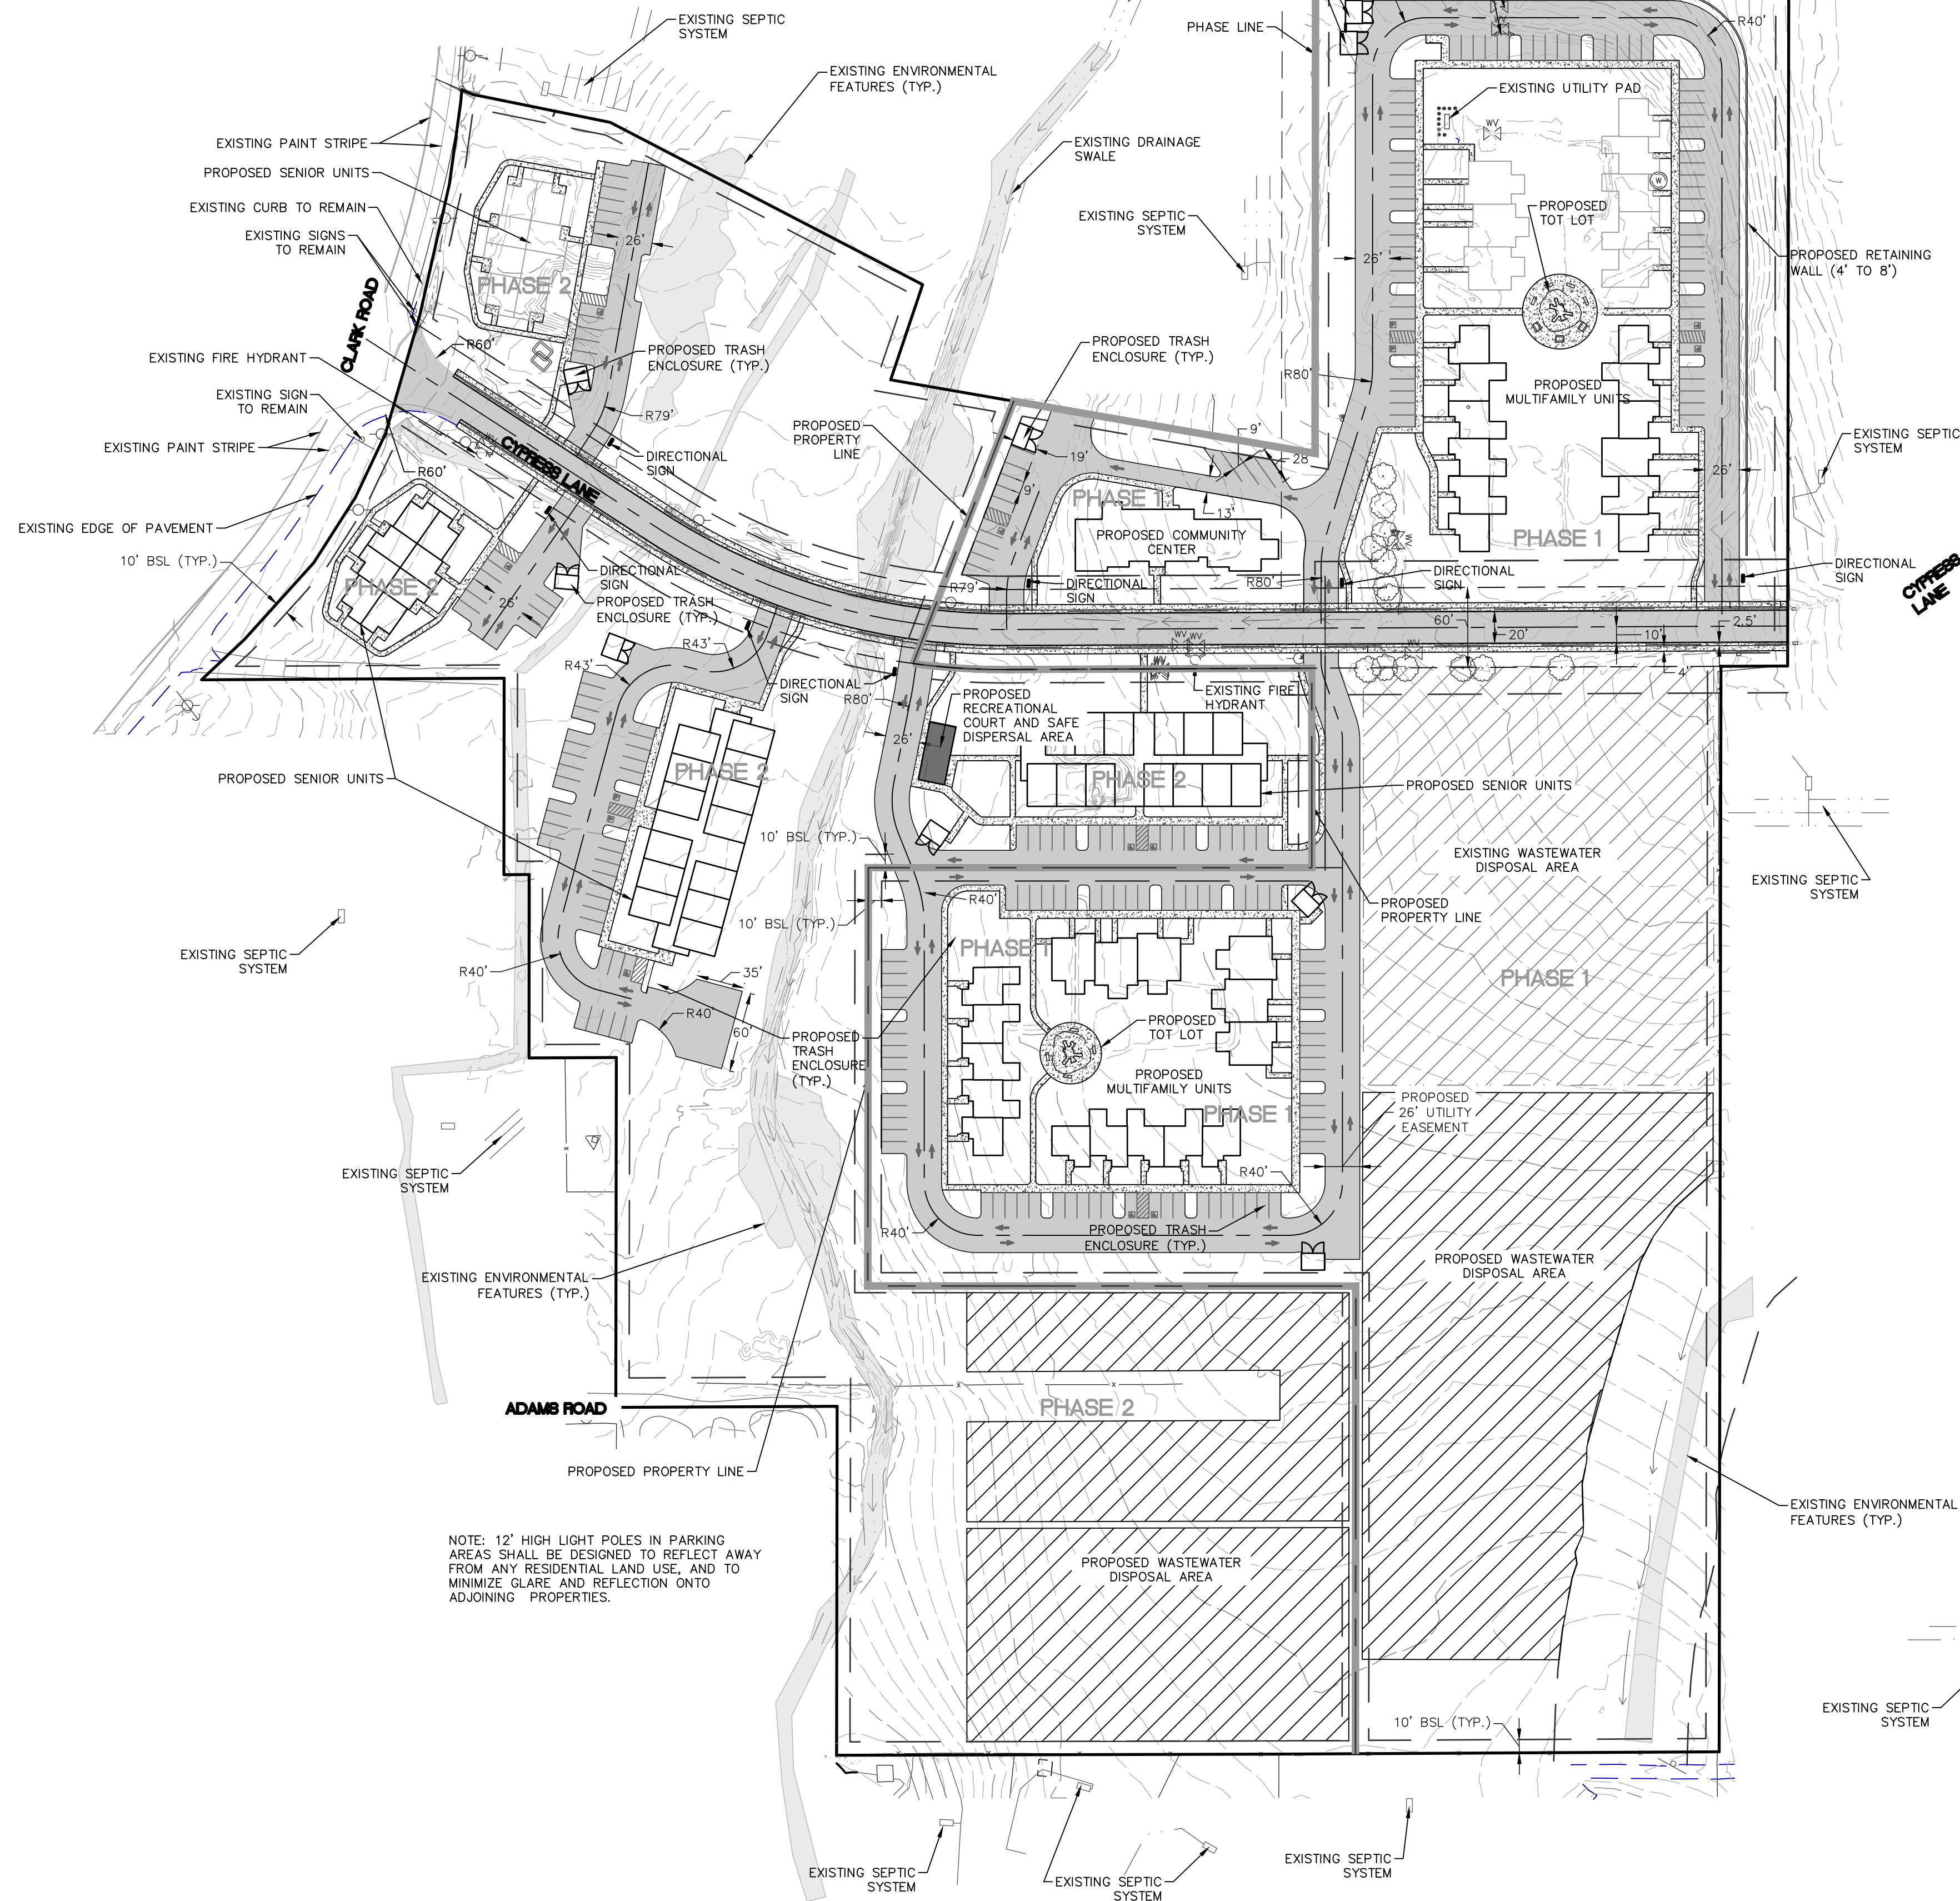 EXISTING SEPTIC
SYSTEM
PHASE LINE
R40'
EXISTING ENVIRONMENTAL
FEATURES (TYP.)
EXISTING UTILITY PAD
WV
EXISTING PAINT STRIPE
EXISTING DRAINAGE
SWALE
PROPOSED SENIOR UNITS
W
EXISTING CURB TO REMAIN
EXISTING SEPTIC
SYSTEM
PROPOSED
TOT LOT
EXISTING SIGNS
TO REMAIN
26'
26'
PROPOSED RETAINING
WALL (4' TO 8')
PHASE 2
CLARK ROAD
R60'
EXISTING FIRE HYDRANT
PROPOSED TRASH
ENCLOSURE (TYP.)
PROPOSED TRASH
ENCLOSURE (TYP.)
R80'
PROPOSED
MULTIFAMILY UNITS
EXISTING SIGN
TO REMAIN
R79'
PROPOSED
PROPERTY
LINE
9'
EXISTING PAINT STRIPE
WV
CYPRESS LANE
DIRECTIONAL
SIGN
19'
28'
EXISTING SEPTIC
SYSTEM
R60'
26'
9'
PHASE 1
13'
EXISTING EDGE OF PAVEMENT
PROPOSED COMMUNITY
CENTER
WV
PHASE 1
10' BSL (TYP.)
PHASE 2
DIRECTIONAL
SIGN
R79'
DIRECTIONAL
SIGN
R80'
DIRECTIONAL
SIGN
DIRECTIONAL
SIGN
CYPRESS
LANE
26'
PROPOSED TRASH
ENCLOSURE (TYP.)
60'
20'
10'
2.5'
WV
WV
WV
WV
4'
R43'
R43'
DIRECTIONAL
SIGN
R80'
PROPOSED
RECREATIONAL
COURT AND SAFE
DISPERSAL AREA
EXISTING FIRE
HYDRANT
26'
PROPOSED SENIOR UNITS
PHASE 2
PHASE 2
PROPOSED SENIOR UNITS
10' BSL (TYP.)
EXISTING WASTEWATER
DISPOSAL AREA
EXISTING SEPTIC
SYSTEM
R40'
PROPOSED
PROPERTY LINE
10' BSL (TYP.)
EXISTING SEPTIC
SYSTEM
PHASE 1
R40'
35'
PHASE 1
R40'
60'
PROPOSED
TRASH
ENCLOSURE
(TYP.)
PROPOSED
TOT LOT
PROPOSED
MULTIFAMILY UNITS
PHASE 1
PROPOSED
26' UTILITY
EASEMENT
EXISTING SEPTIC
SYSTEM
R40'
R40'
PROPOSED TRASH
ENCLOSURE (TYP.)
EXISTING ENVIRONMENTAL
FEATURES (TYP.)
PROPOSED WASTEWATER
DISPOSAL AREA
ADAMS ROAD
PHASE 2
PROPOSED PROPERTY LINE
EXISTING ENVIRONMENTAL
FEATURES (TYP.)
NOTE: 12' HIGH LIGHT POLES IN PARKING
AREAS SHALL BE DESIGNED TO REFLECT AWAY
FROM ANY RESIDENTIAL LAND USE, AND TO
MINIMIZE GLARE AND REFLECTION ONTO
ADJOINING PROPERTIES.
PROPOSED WASTEWATER
DISPOSAL AREA
10' BSL (TYP.)
EXISTING SEPTIC
SYSTEM
EXISTING SEPTIC
SYSTEM
EXISTING SEPTIC
SYSTEM
EXISTING SEPTIC
SYSTEM